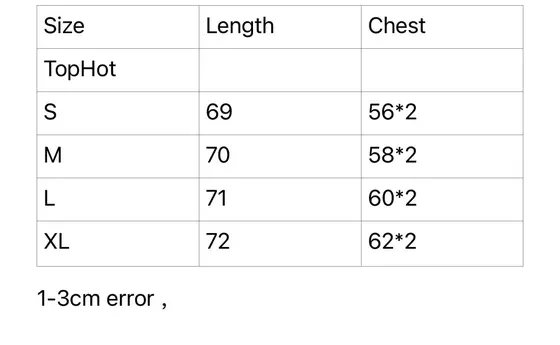 Size Length Chest
TopHot
S 69 56*2
M 70 58*2
L 71 60*2
XL 72 62*2
1-3cm error ,